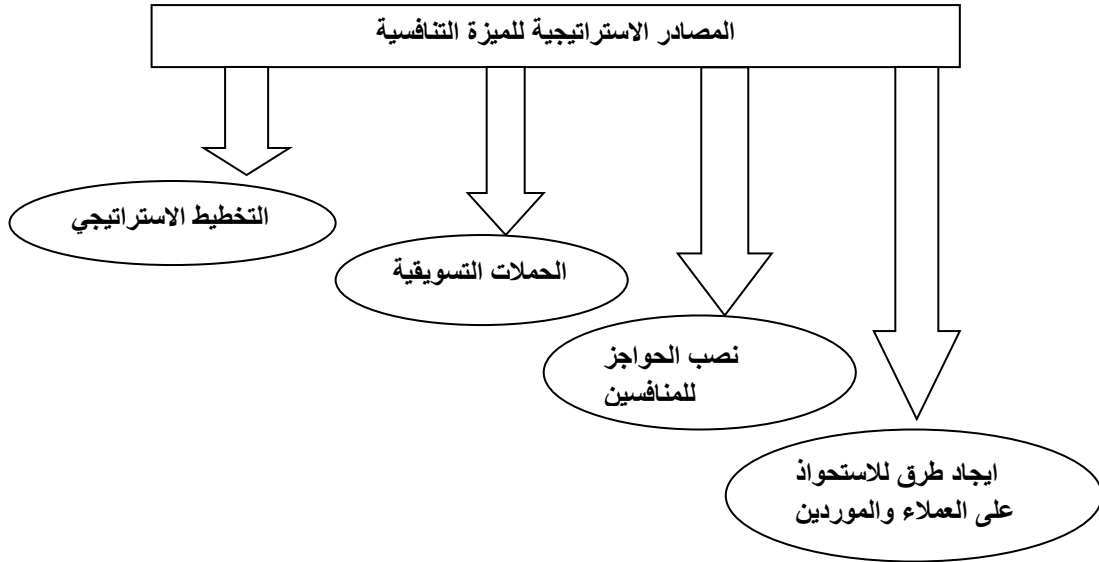 المصادر الاستراتيجية للميزة التنافسية
التخطيط الاستراتيجي
الحملات التسويقية
نصب الحواجز
للمنافسين
ايجاد طرق للاستحواذ
على العملاء والموردين